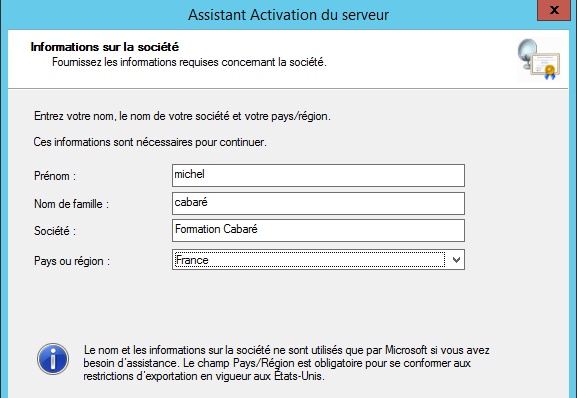 Assistant Activation du serveur
x
Informations sur la société
Fournissez les informations requises concernant la société.
Entrez votre nom, le nom de votre société et votre pays/région.
Ces informations sont nécessaires pour continuer.
Prénom : michel
Nom de famille : cabaré
Société : Formation Cabaré
Pays ou région : France
Le nom et les informations sur la société ne sont utilisés que par Microsoft si vous avez
besoin d'assistance. Le champ Pays/Région est obligatoire pour se conformer aux
restrictions d'exportation en vigueur aux États-Unis.